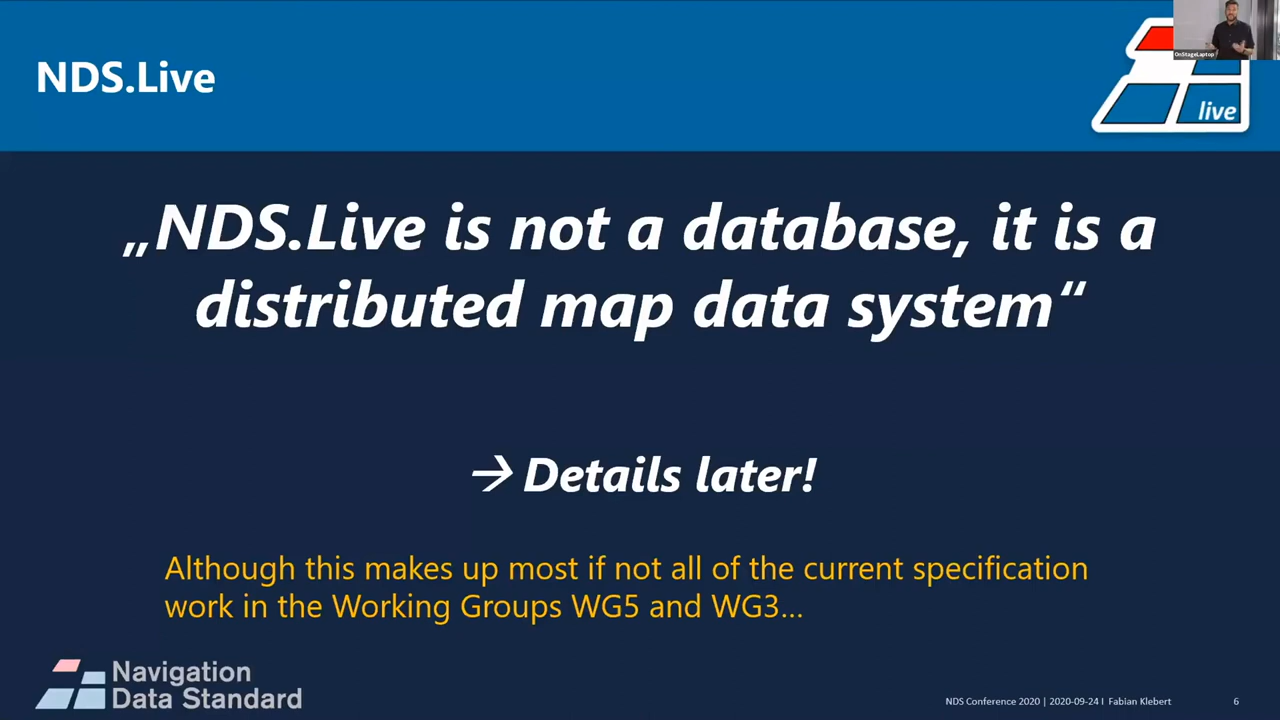 OnStageLaptop
NDS.Live
live
„NDS.Live is not a database, it is a
distributed map data system“
→ Details later!
Although this makes up most if not all of the current specification
work in the Working Groups WG5 and WG3...
Navigation
Data Standard
NDS Conference 2020 | 2020-09-24 I Fabian Klebert
6